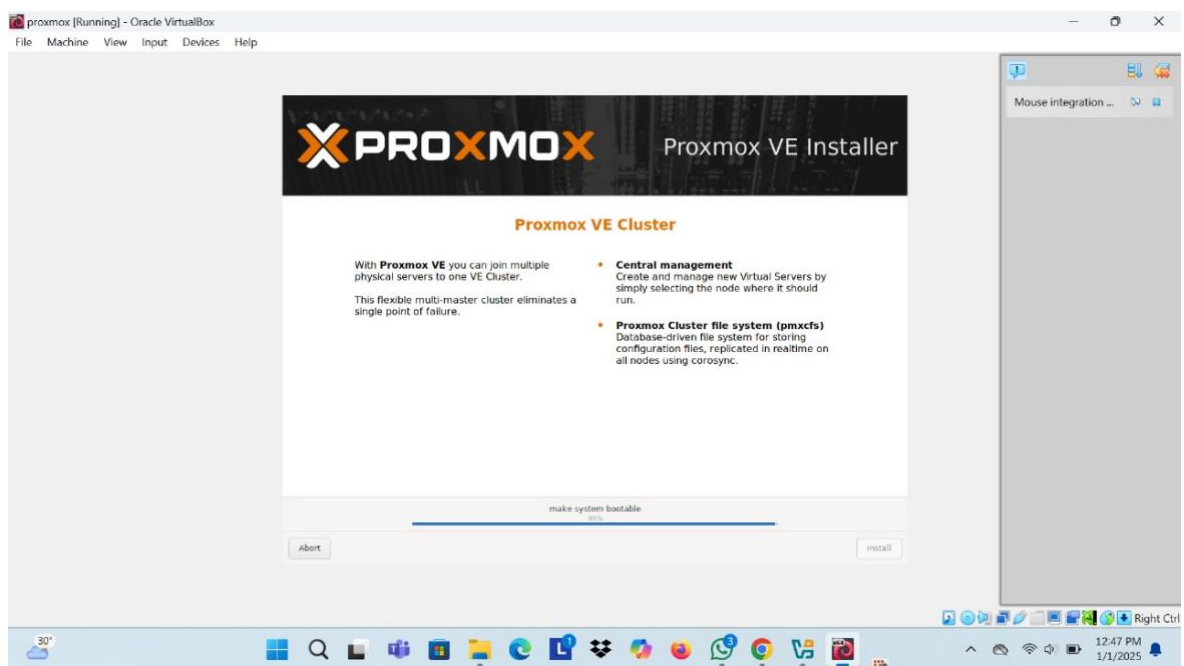 proxmox [Running] - Oracle VirtualBox
File Machine View Input Devices Help
Mouse integration ...
PROXMOX
Proxmox VE Installer
Proxmox VE Cluster
With Proxmox VE you can join multiple
physical servers to one VE Cluster.
This flexible multi-master cluster eliminates a
single point of failure.
Central management
Create and manage new Virtual Servers by
simply selecting the node where it should
run.
Proxmox Cluster file system (pmxcfs)
Database-driven file system for storing
configuration files, replicated in realtime on
all nodes using corosync.
make system bootable
Abort
Install
Right Ctrl
30°
12:47 PM
1/1/2025